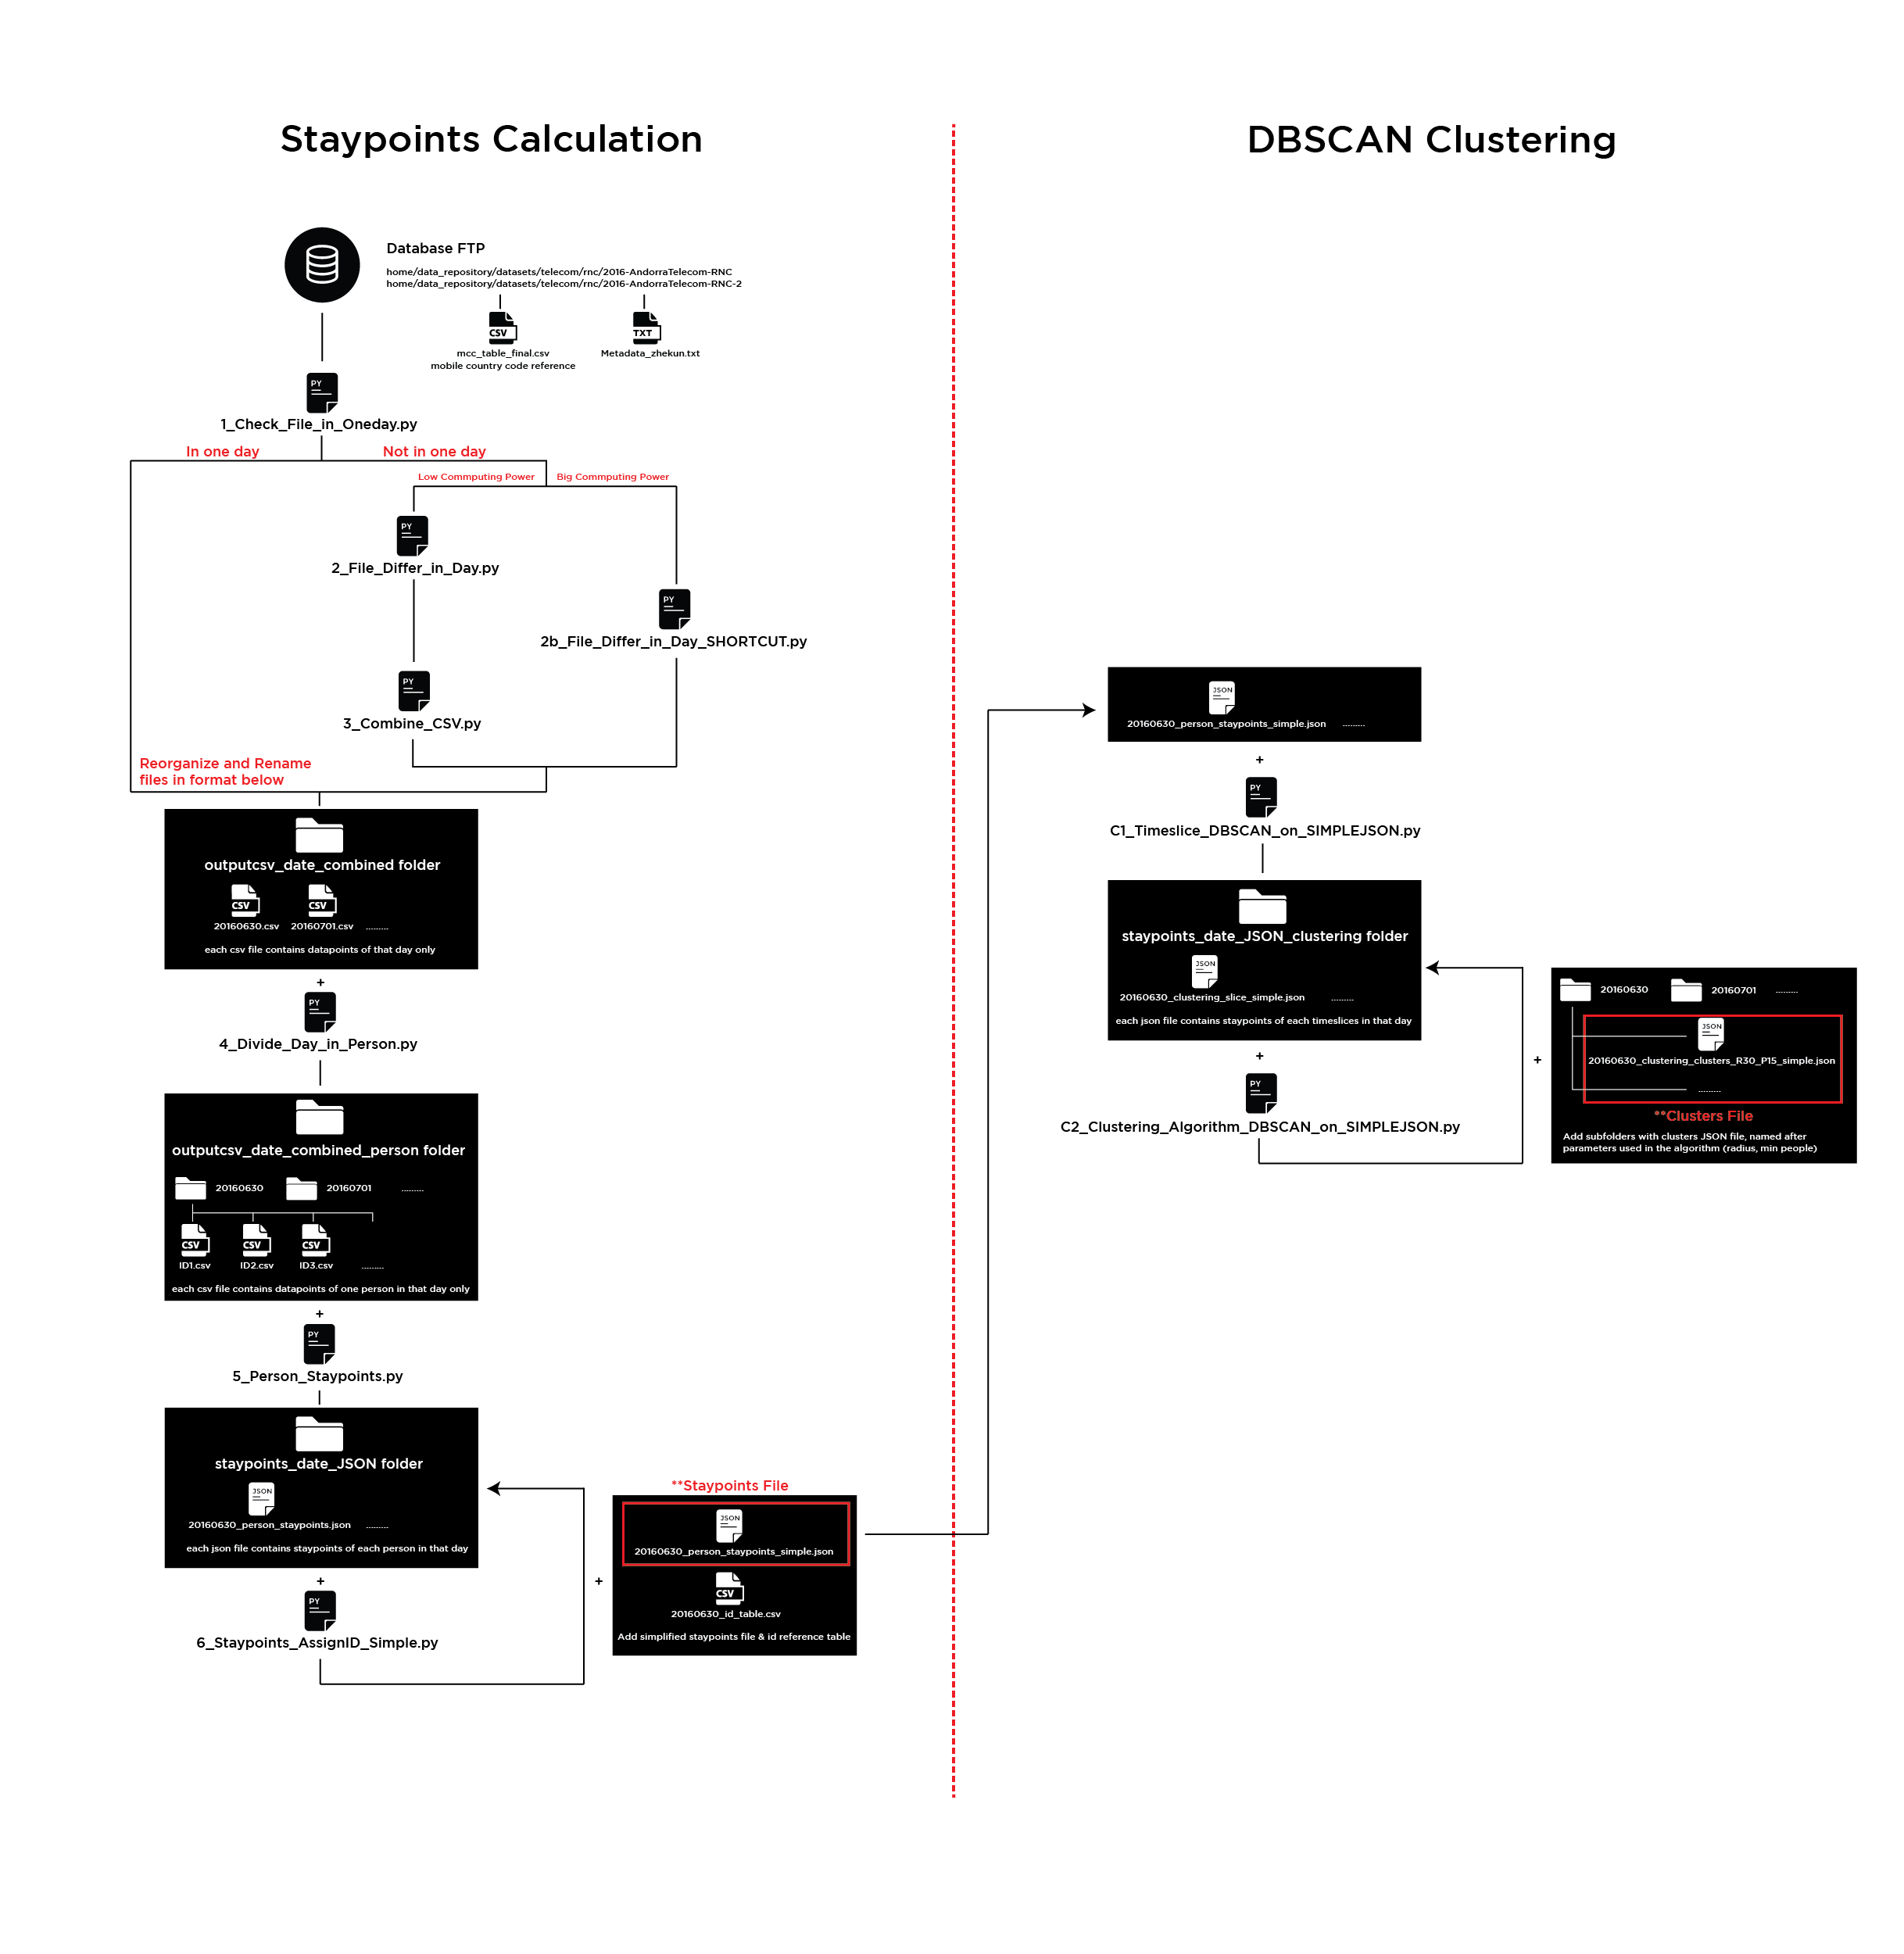 Staypoints Calculation
Database FTP
home/data_repository/datasets/telecom/rnc/2016-AndorraTelecom-RNC
home/data_repository/datasets/telecom/rnc/2016-AndorraTelecom-RNC-2
CSV
TXT
mcc_table_final.csv
mobile country code reference
Metadata_zhekun.txt
PY
1_Check_File_in_Oneday.py
In one day
Not in one day
Low Commputing Power
Big Commputing Power
PY
2_File_Differ_in_Day.py
PY
2b_File_Differ_in_Day_SHORTCUT.py
PY
3_Combine_CSV.py
Reorganize and Rename
files in format below
outputcsv_date_combined folder
CSV
CSV
20160630.csv
20160701.csv
.........
each csv file contains datapoints of that day only
+
PY
4_Divide_Day_in_Person.py
outputcsv_date_combined_person folder
20160630
20160701
.........
CSV
CSV
CSV
ID1.csv
ID2.csv
ID3.csv
.........
each csv file contains datapoints of one person in that day only
+
PY
5_Person_Staypoints.py
staypoints_date_JSON folder
JSON
20160630_person_staypoints.json
.........
each json file contains staypoints of each person in that day
+
PY
6_Staypoints_AssignID_Simple.py
+
**Staypoints File
JSON
20160630_person_staypoints_simple.json
CSV
20160630_id_table.csv
Add simplified staypoints file & id reference table
DBSCAN Clustering
JSON
20160630_person_staypoints_simple.json
.........
+
PY
C1_Timeslice_DBSCAN_on_SIMPLEJSON.py
staypoints_date_JSON_clustering folder
JSON
20160630_clustering_slice_simple.json
.........
each json file contains staypoints of each timeslices in that day
+
PY
C2_Clustering_Algorithm_DBSCAN_on_SIMPLEJSON.py
+
20160630
20160701
.........
JSON
20160630_clustering_clusters_R30_P15_simple.json
.........
**Clusters File
Add subfolders with clusters JSON file, named after
parameters used in the algorithm (radius, min people)